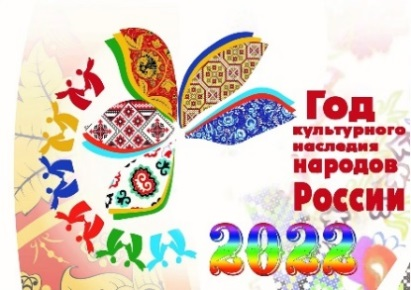 Год
культурного
наследия
народов
России
2022